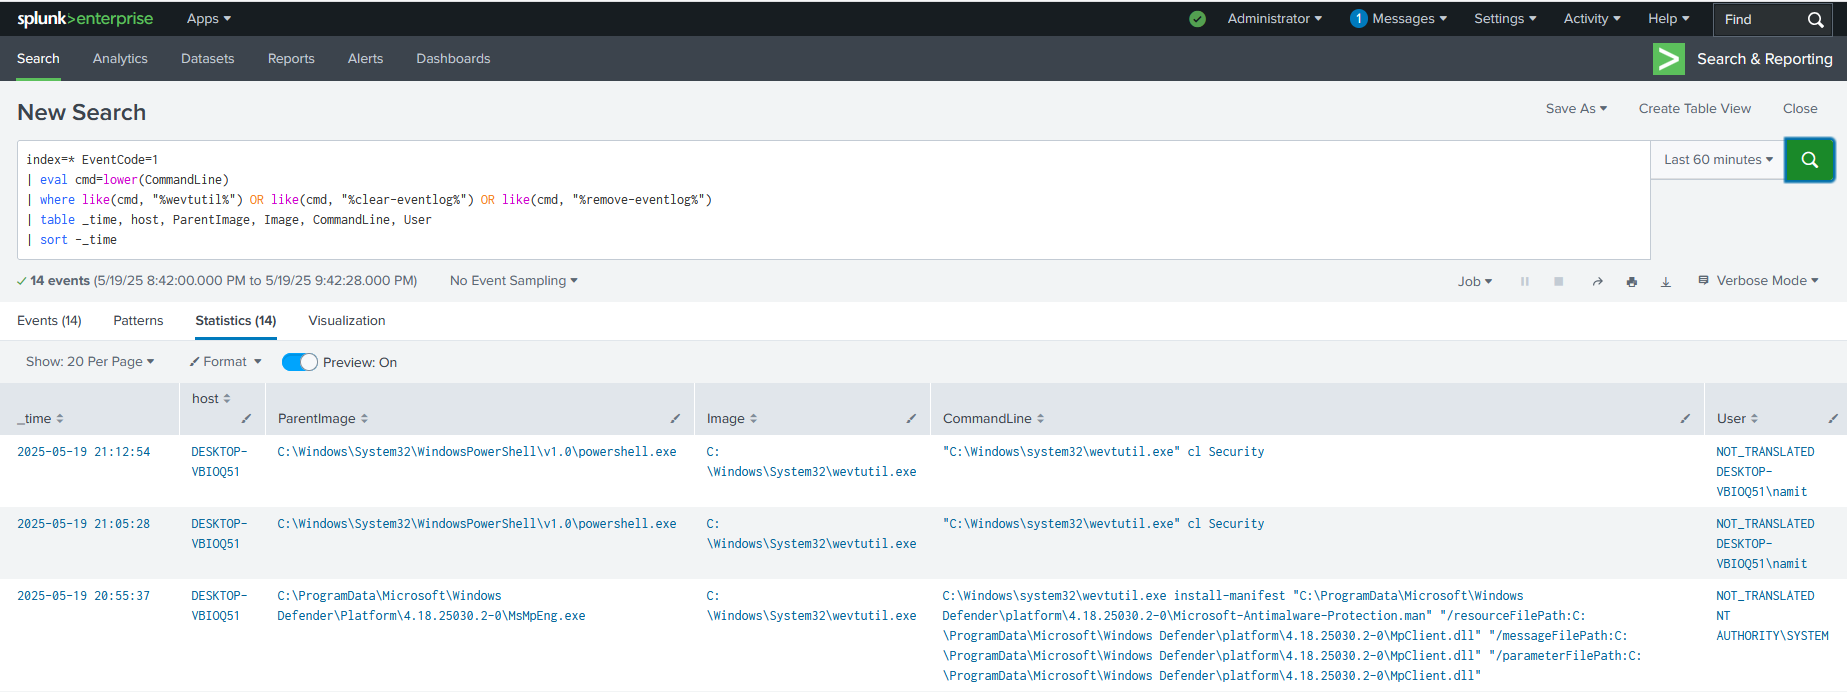 splunk>enterprise Apps Administrator 1 Messages Settings Activity Help Find
Search Analytics Datasets Reports Alerts Dashboards Search & Reporting
New Search Save As Create Table View Close
index=* EventCode=1 Last 60 minutes
| eval cmd=lower(CommandLine)
| where like(cmd, "%wevtutil%") OR like(cmd, "%clear-eventlog%") OR like(cmd, "%remove-eventlog%")
| table _time, host, ParentImage, Image, CommandLine, User
| sort -_time
14 events (5/19/25 8:42:00.000 PM to 5/19/25 9:42:28.000 PM) No Event Sampling Job Verbose Mode
Events (14) Patterns Statistics (14) Visualization
Show: 20 Per Page Format Preview: On
_time host ParentImage Image CommandLine User
2025-05-19 21:12:54 DESKTOP- C:\Windows\System32\WindowsPowerShell\v1.0\powershell.exe C: "C:\Windows\system32\wevtutil.exe" cl Security NOT_TRANSLATED
VBIOQ51 \Windows\System32\wevtutil.exe DESKTOP-
VBIOQ51\namit
2025-05-19 21:05:28 DESKTOP- C:\Windows\System32\WindowsPowerShell\v1.0\powershell.exe C: "C:\Windows\system32\wevtutil.exe" cl Security NOT_TRANSLATED
VBIOQ51 \Windows\System32\wevtutil.exe DESKTOP-
VBIOQ51\namit
2025-05-19 20:55:37 DESKTOP- C:\ProgramData\Microsoft\Windows C: C:\Windows\system32\wevtutil.exe install-manifest "C:\ProgramData\Microsoft\Windows NOT_TRANSLATED
VBIOQ51 Defender\Platform\4.18.25030.2-0\MsMpEng.exe \Windows\System32\wevtutil.exe Defender\platform\4.18.25030.2-0\Microsoft-Antimalware-Protection.man" "/resourceFilePath:C: NT
\ProgramData\Microsoft\Windows Defender\platform\4.18.25030.2-0\MpClient.dll" "/messageFilePath:C: AUTHORITY\SYSTEM
\ProgramData\Microsoft\Windows Defender\platform\4.18.25030.2-0\MpClient.dll" "/parameterFilePath:C:
\ProgramData\Microsoft\Windows Defender\platform\4.18.25030.2-0\MpClient.dll"